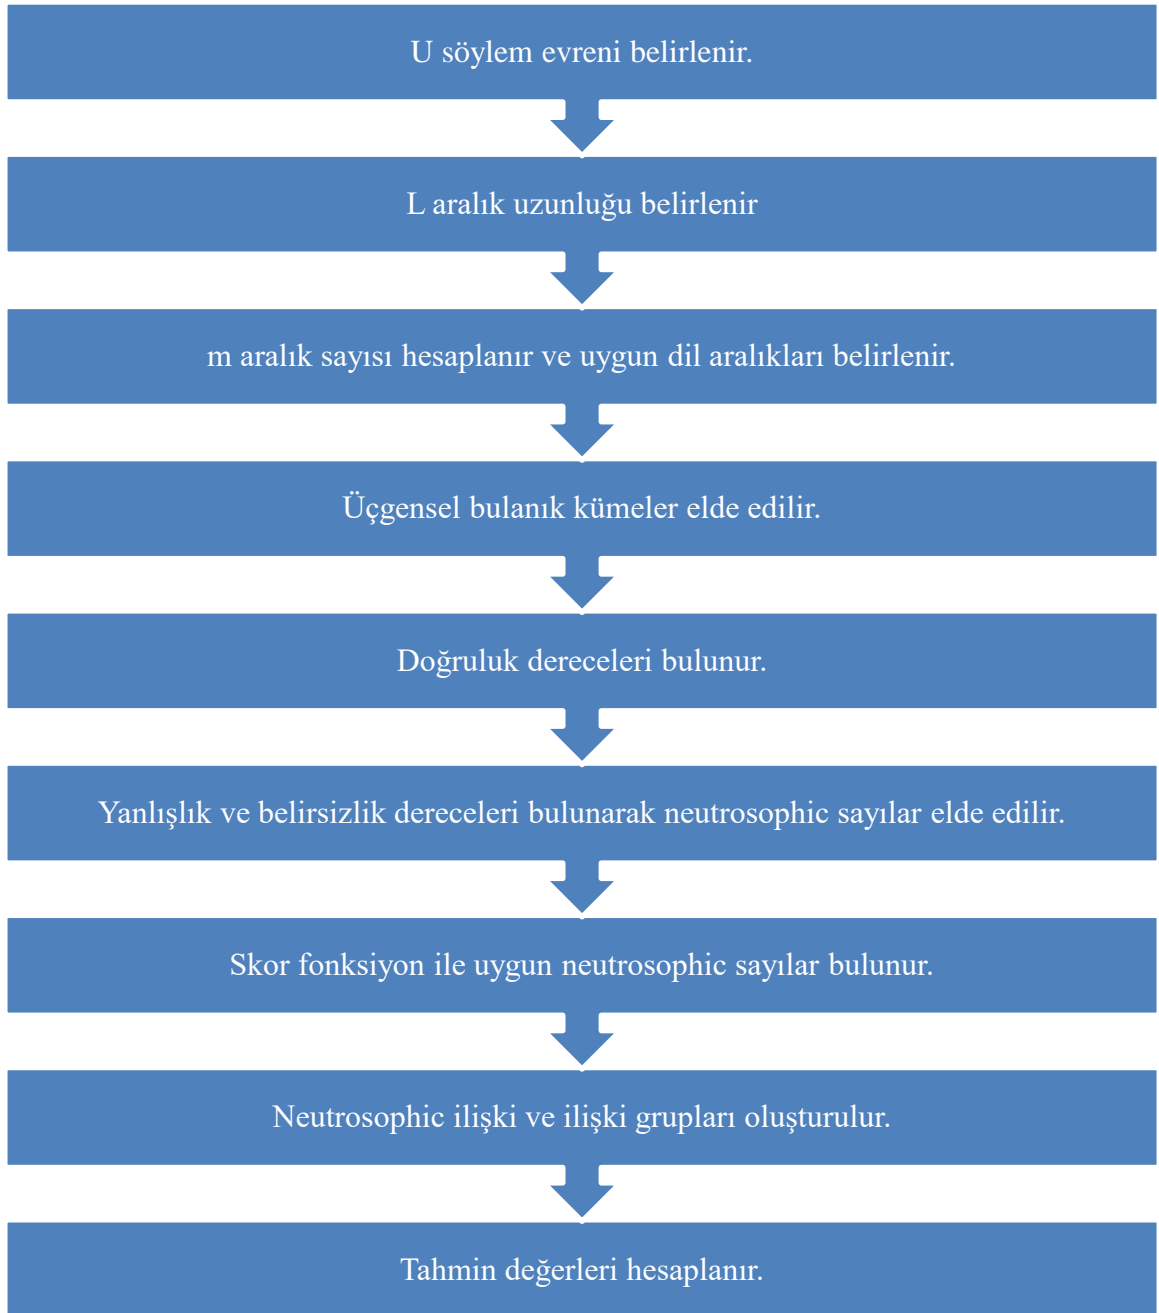 U söylem evreni belirlenir.
L aralık uzunluğu belirlenir
m aralık sayısı hesaplanır ve uygun dil aralıkları belirlenir.
Üçgensel bulanık kümeler elde edilir.
Doğruluk dereceleri bulunur.
Yanlışlık ve belirsizlik dereceleri bulunarak neutrosophic sayılar elde edilir.
Skor fonksiyon ile uygun neutrosophic sayılar bulunur.
Neutrosophic ilişki ve ilişki grupları oluşturulur.
Tahmin değerleri hesaplanır.